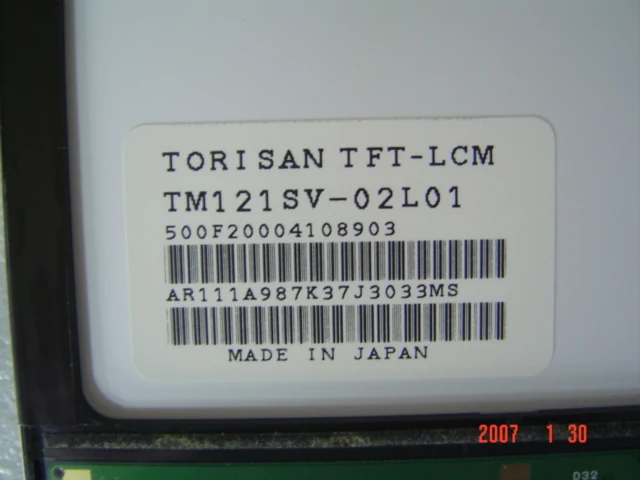 TORISAN TFT-LCM
TM121SV-02L01
500F20004108903
AR111A987K37J3033MS
MADE IN JAPAN
2007 1 30
D32